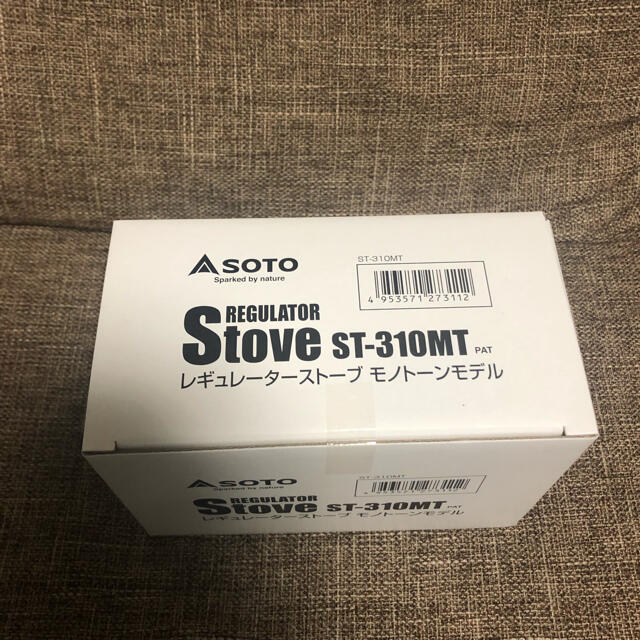 SOTO
Sparked by nature
ST-310MT
4 953571 273112
REGULATOR
Stove ST-310MT PAT
レギュレーターストーブ モノトーンモデル
SOTO
Sparked by nature
ST-310MT
4 953571 273112
REGULATOR
Stove ST-310MT PAT
レギュレーターストーブ モノトーンモデル